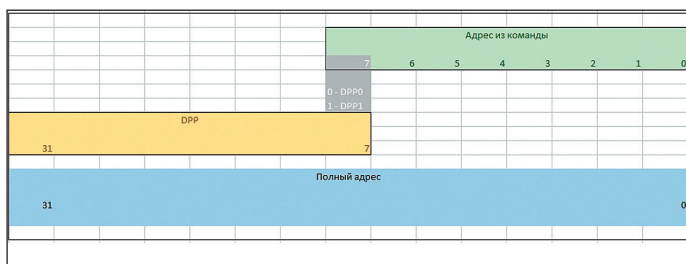 Адрес из команды
7 6 5 4 3 2 1 0
0 - DPP0
1 - DPP1
DPP
31 7
Полный адрес
31 0